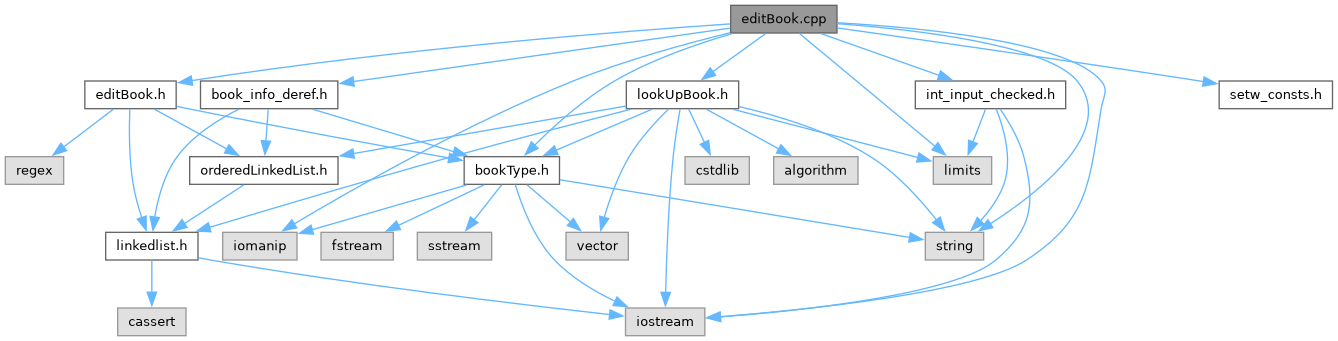 editBook.cpp
editBook.h
book_info_deref.h
lookUpBook.h
int_input_checked.h
setw_consts.h
regex
orderedLinkedList.h
bookType.h
cstdlib
algorithm
limits
linkedlist.h
iomanip
fstream
sstream
vector
string
cassert
iostream